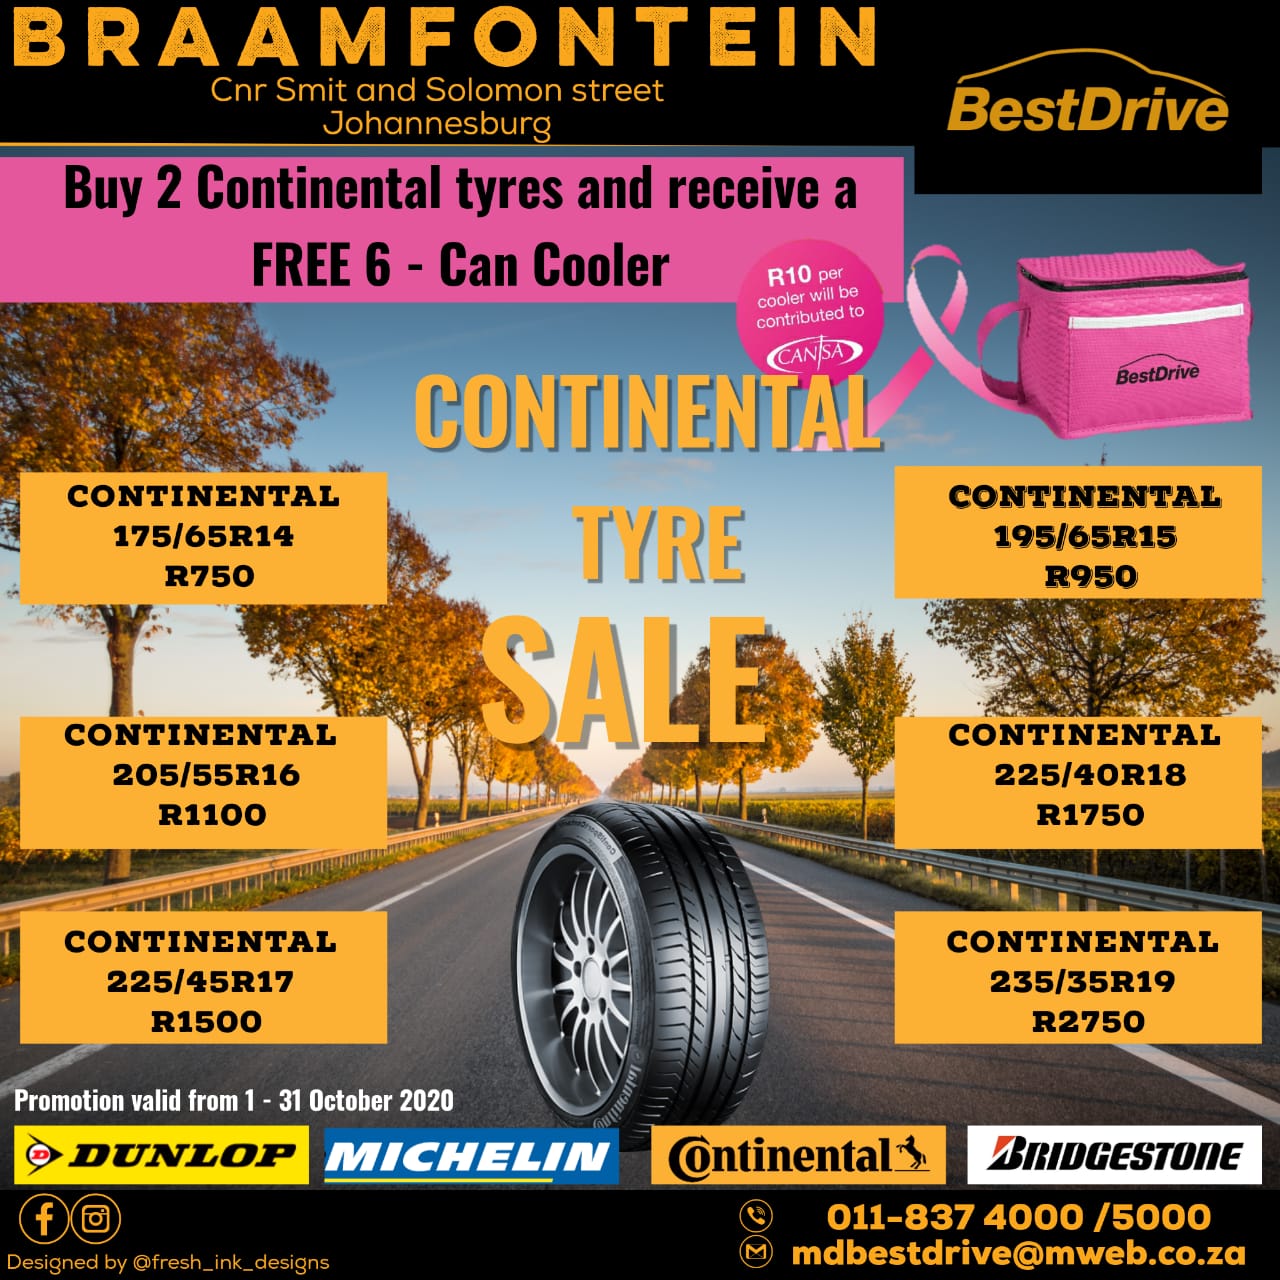 BRAAMFONTEIN
Cnr Smit and Solomon street
Johannesburg
BestDrive
Buy 2 Continental tyres and receive a
FREE 6 - Can Cooler
R10 per
cooler will be
contributed to
CANSA
BestDrive
CONTINENTAL
TYRE
SALE
CONTINENTAL
175/65R14
R750
CONTINENTAL
195/65R15
R950
CONTINENTAL
205/55R16
R1100
CONTINENTAL
225/40R18
R1750
CONTINENTAL
225/45R17
R1500
CONTINENTAL
235/35R19
R2750
Promotion valid from 1 - 31 October 2020
DUNLOP
MICHELIN
Continental
BRIDGESTONE
Designed by @fresh_ink_designs
011-837 4000 /5000
mdbestdrive@mweb.co.za